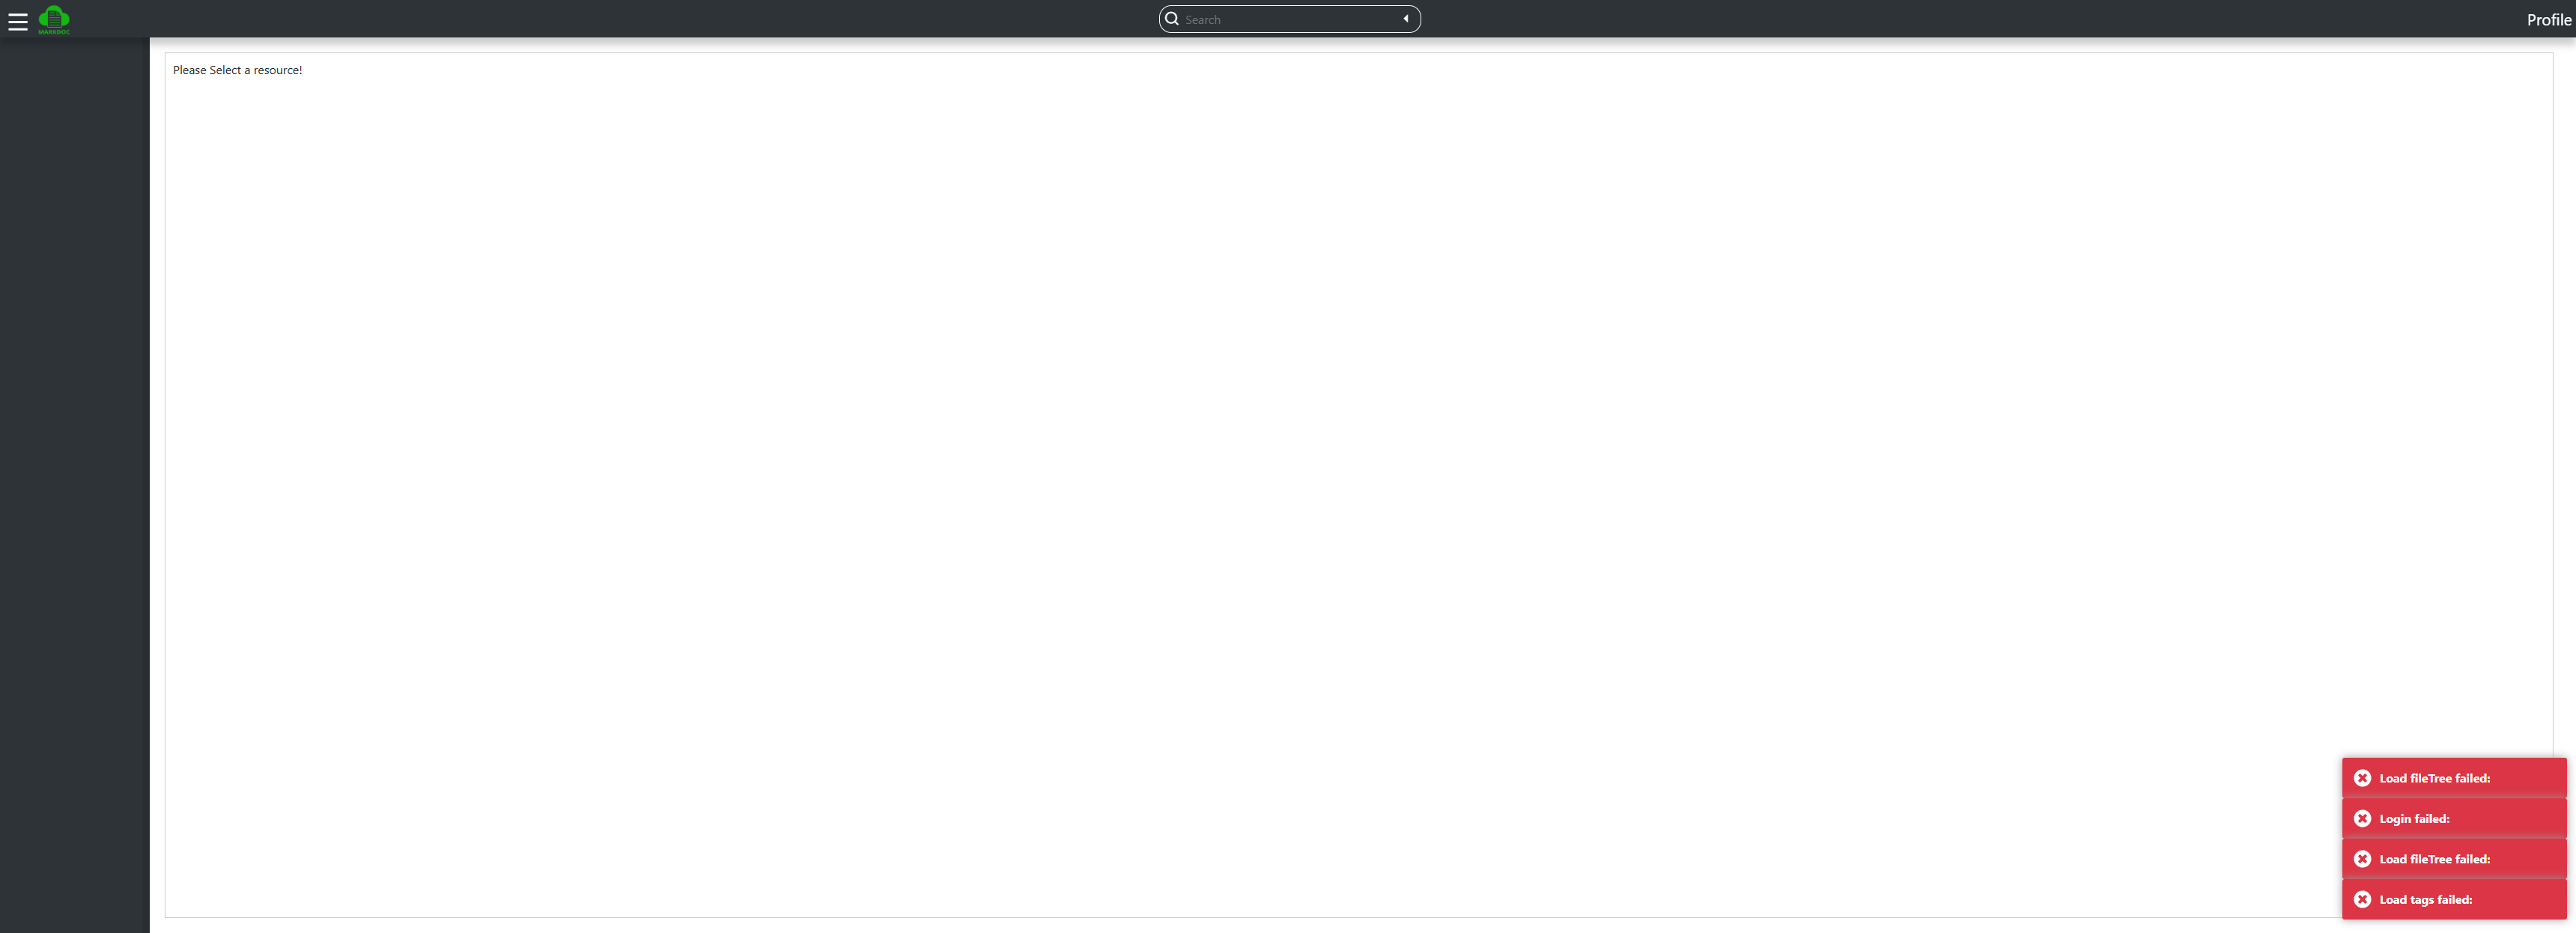 MARKDOC
Search
Profile
Please Select a resource!
Load fileTree failed:
Login failed:
Load fileTree failed:
Load tags failed: